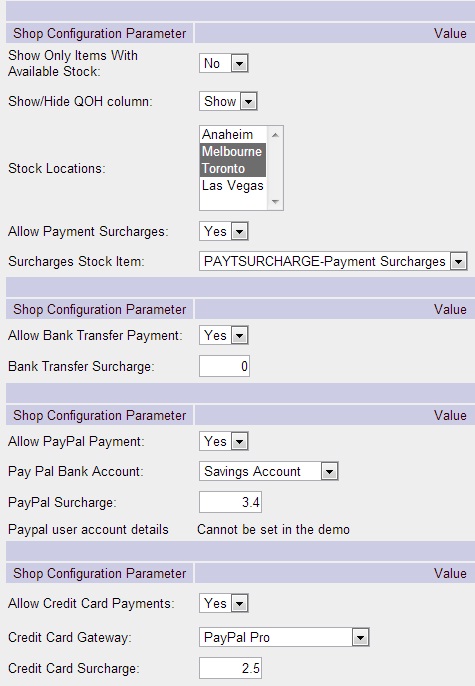 Shop Configuration Parameter Value
Show Only Items With
Available Stock: No
Show/Hide QOH column: Show
Stock Locations:
Anaheim
Melbourne
Toronto
Las Vegas
Allow Payment Surcharges: Yes
Surcharges Stock Item: PAYTSURCHARGE-Payment Surcharges
Shop Configuration Parameter Value
Allow Bank Transfer Payment: Yes
Bank Transfer Surcharge: 0
Shop Configuration Parameter Value
Allow PayPal Payment: Yes
Pay Pal Bank Account: Savings Account
PayPal Surcharge: 3.4
Paypal user account details Cannot be set in the demo
Shop Configuration Parameter Value
Allow Credit Card Payments: Yes
Credit Card Gateway: PayPal Pro
Credit Card Surcharge: 2.5